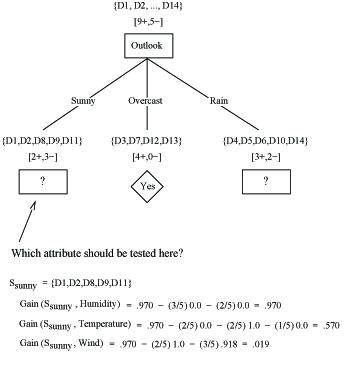 {D1, D2, ..., D14}
[9+,5−]
Outlook
Sunny Overcast Rain
{D1,D2,D8,D9,D11} {D3,D7,D12,D13} {D4,D5,D6,D10,D14}
[2+,3−] [4+,0−] [3+,2−]
? Yes ?
Which attribute should be tested here?
Ssunny = {D1,D2,D8,D9,D11}
Gain (Ssunny , Humidity) = .970 − (3/5) 0.0 − (2/5) 0.0 = .970
Gain (Ssunny , Temperature) = .970 − (2/5) 0.0 − (2/5) 1.0 − (1/5) 0.0 = .570
Gain (Ssunny, Wind) = .970 − (2/5) 1.0 − (3/5) .918 = .019